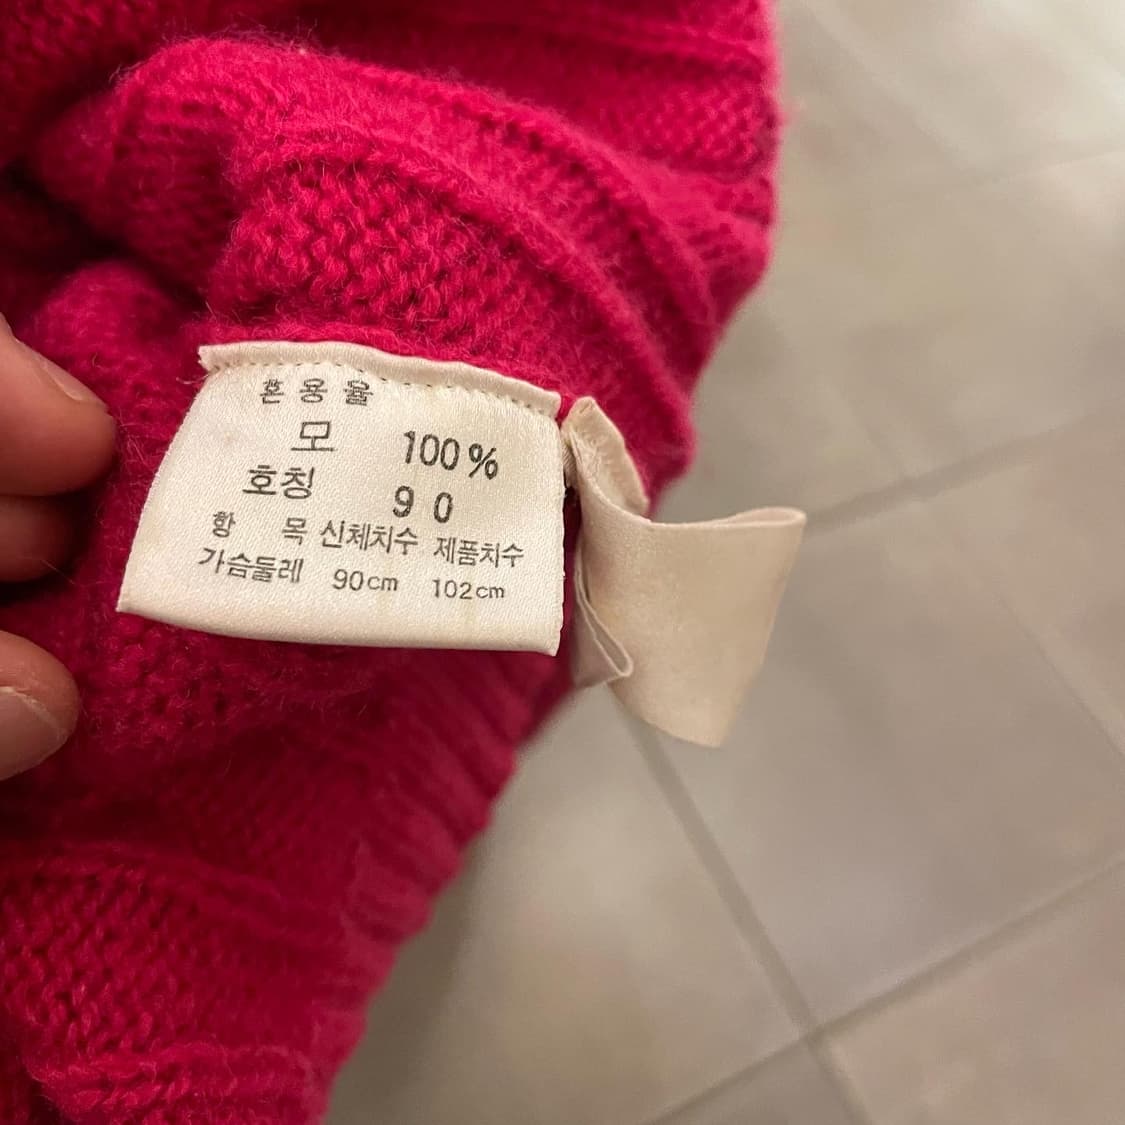 혼용율
모 100%
호칭 90
항목 신체치수 제품치수
가슴둘레 90cm 102cm